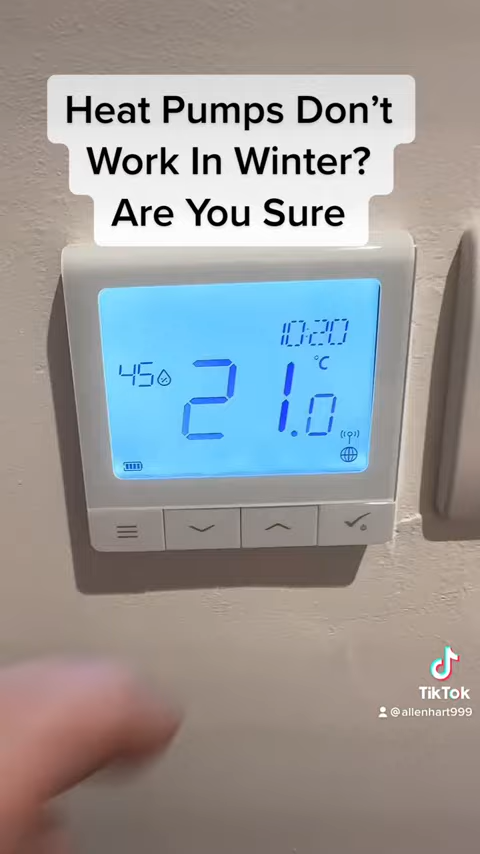 Heat Pumps Don't
Work In Winter?
Are You Sure
10:20
°C
45%
21.0
TikTok
@allenhart999